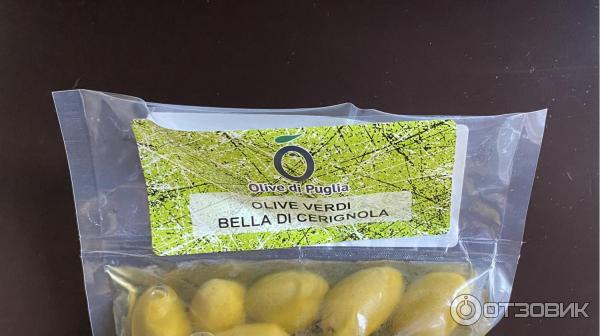 Olive di Puglia
OLIVE VERDI
BELLA DI CERIGNOLA
ОТЗОВИК